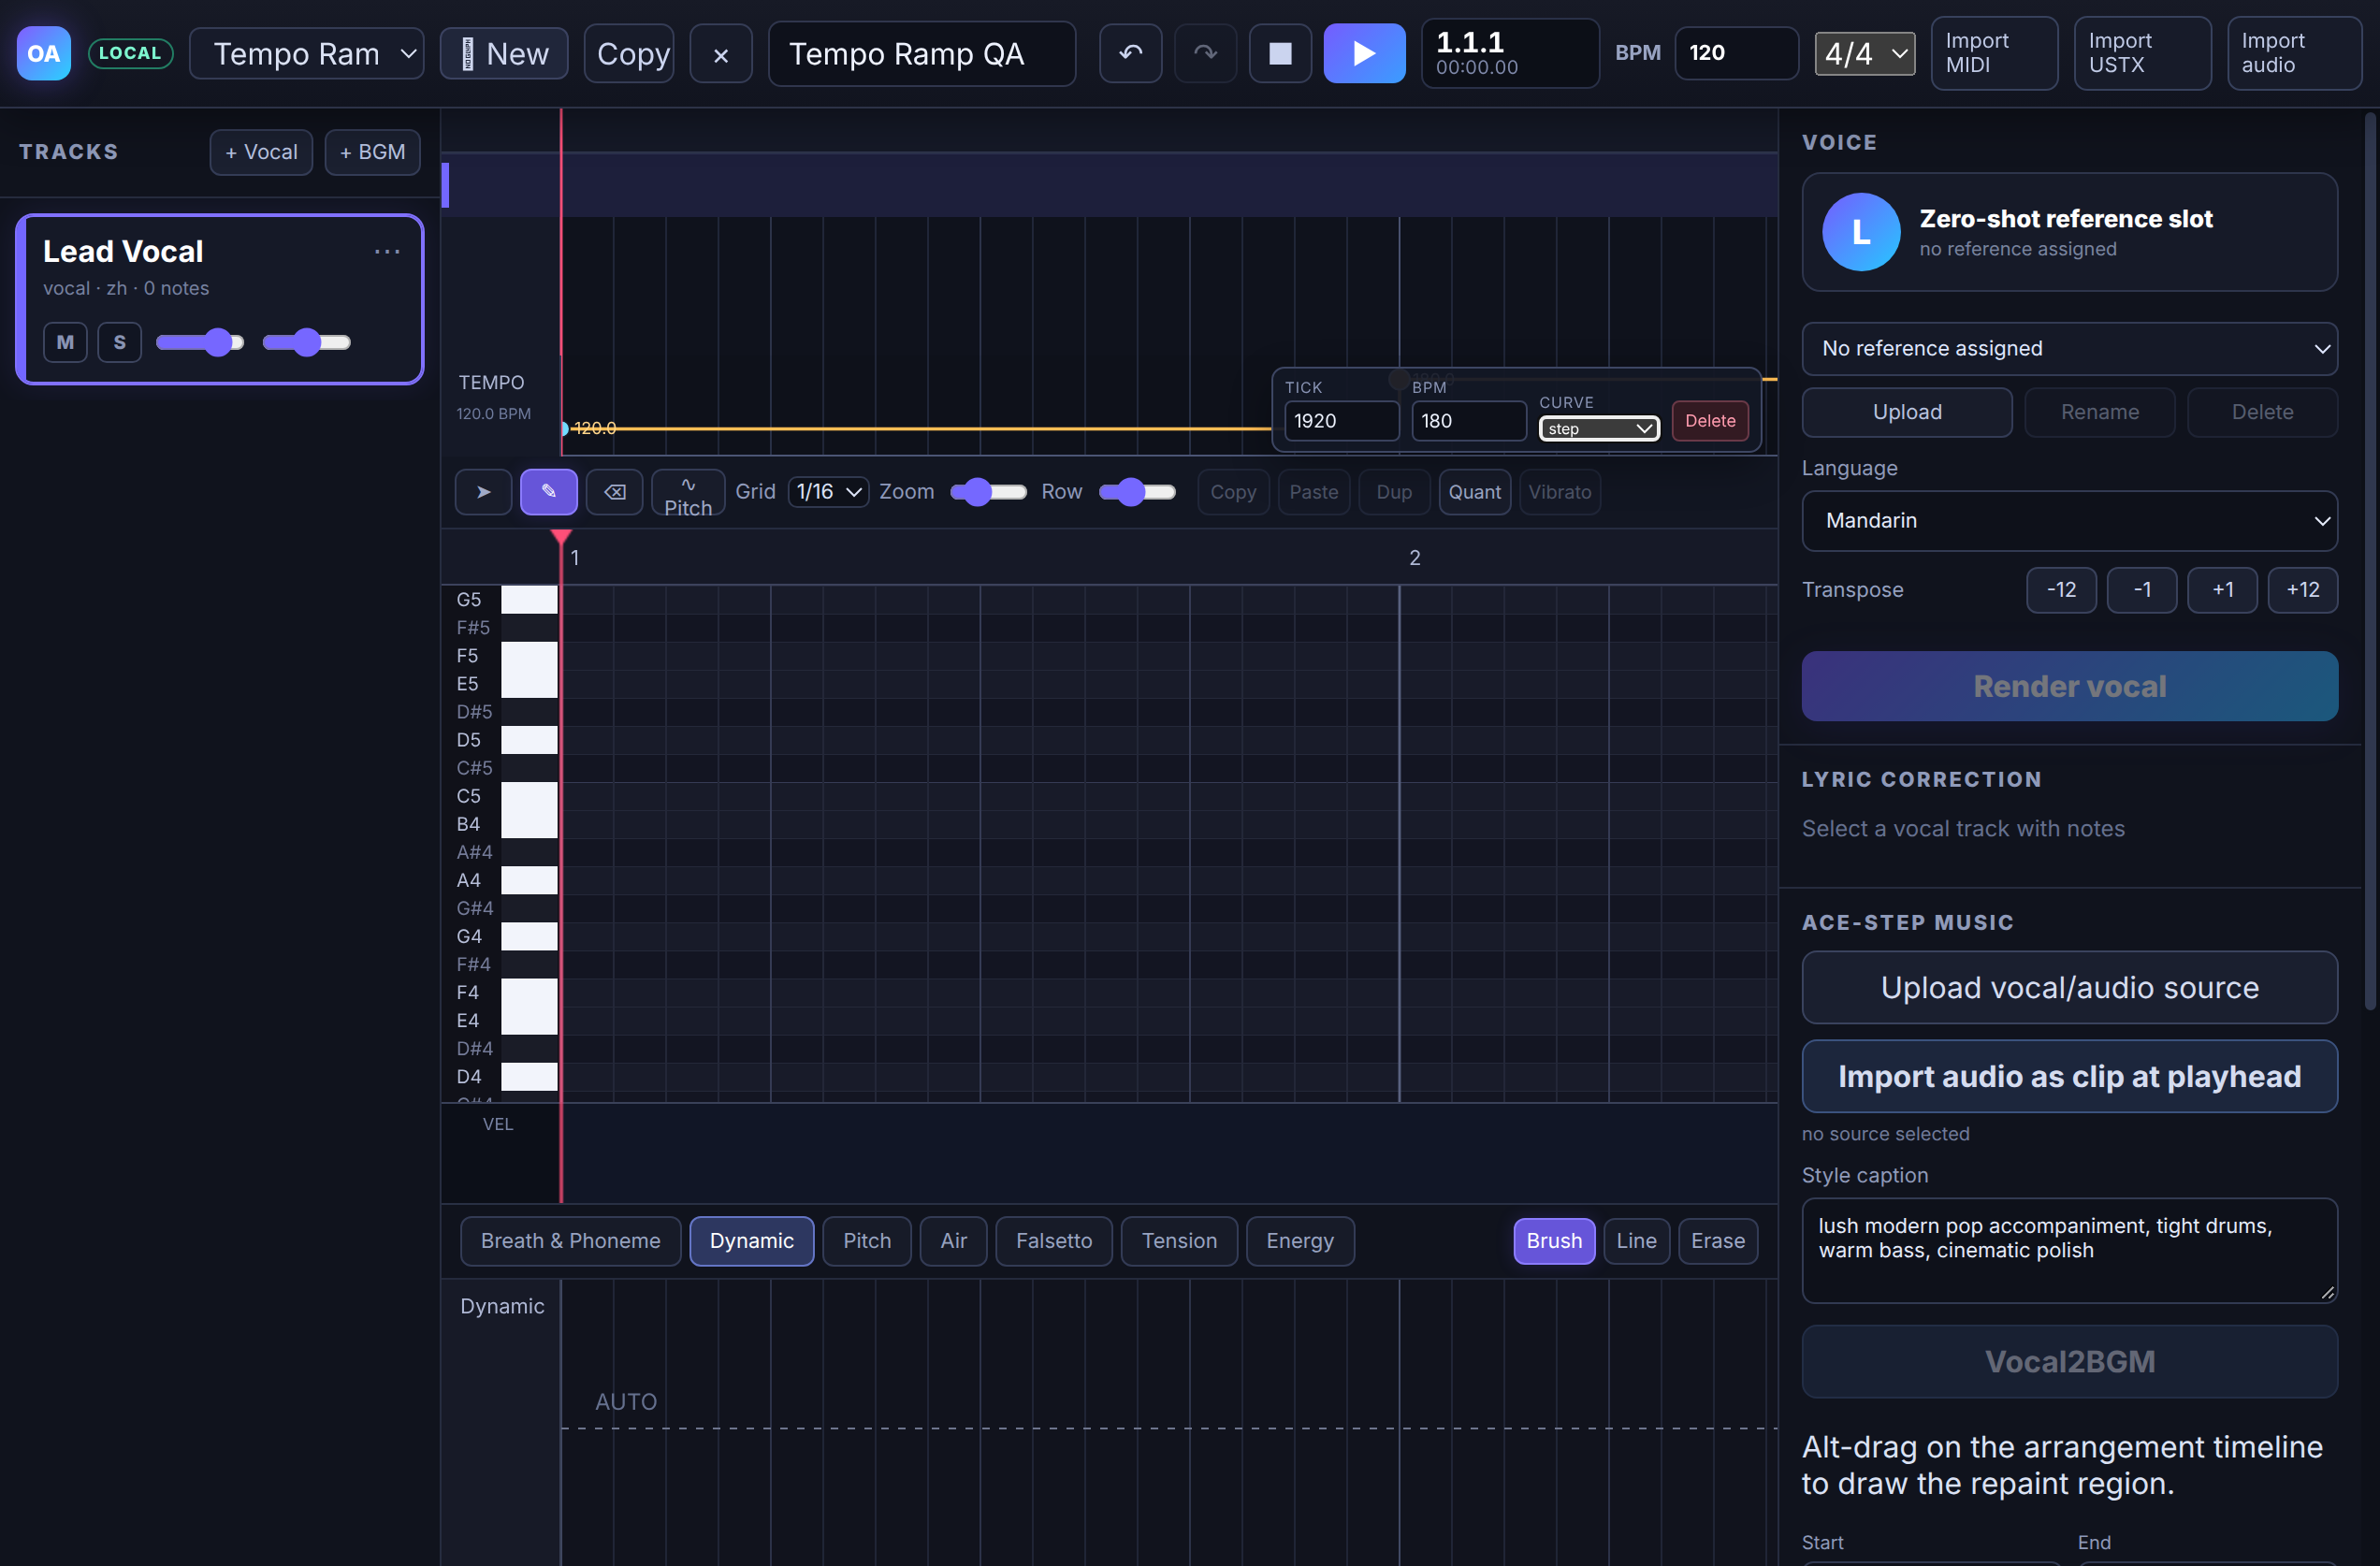 OA
LOCAL
Tempo Ram
New
Copy
×
Tempo Ramp QA
1.1.1
00:00.00
BPM
120
4/4
Import MIDI
Import USTX
Import audio
TRACKS
+ Vocal
+ BGM
Lead Vocal
...
vocal · zh · 0 notes
M
S
TEMPO
120.0 BPM
120.0
TICK
1920
BPM
180
CURVE
step
Delete
Pitch
Grid
1/16
Zoom
Row
Copy
Paste
Dup
Quant
Vibrato
1
2
G5
F#5
F5
E5
D#5
D5
C#5
C5
B4
A#4
A4
G#4
G4
F#4
F4
E4
D#4
D4
C#4
VEL
Breath & Phoneme
Dynamic
Pitch
Air
Falsetto
Tension
Energy
Brush
Line
Erase
Dynamic
AUTO
VOICE
L
Zero-shot reference slot
no reference assigned
No reference assigned
Upload
Rename
Delete
Language
Mandarin
Transpose
-12
-1
+1
+12
Render vocal
LYRIC CORRECTION
Select a vocal track with notes
ACE-STEP MUSIC
Upload vocal/audio source
Import audio as clip at playhead
no source selected
Style caption
lush modern pop accompaniment, tight drums,
warm bass, cinematic polish
Vocal2BGM
Alt-drag on the arrangement timeline
to draw the repaint region.
Start
End